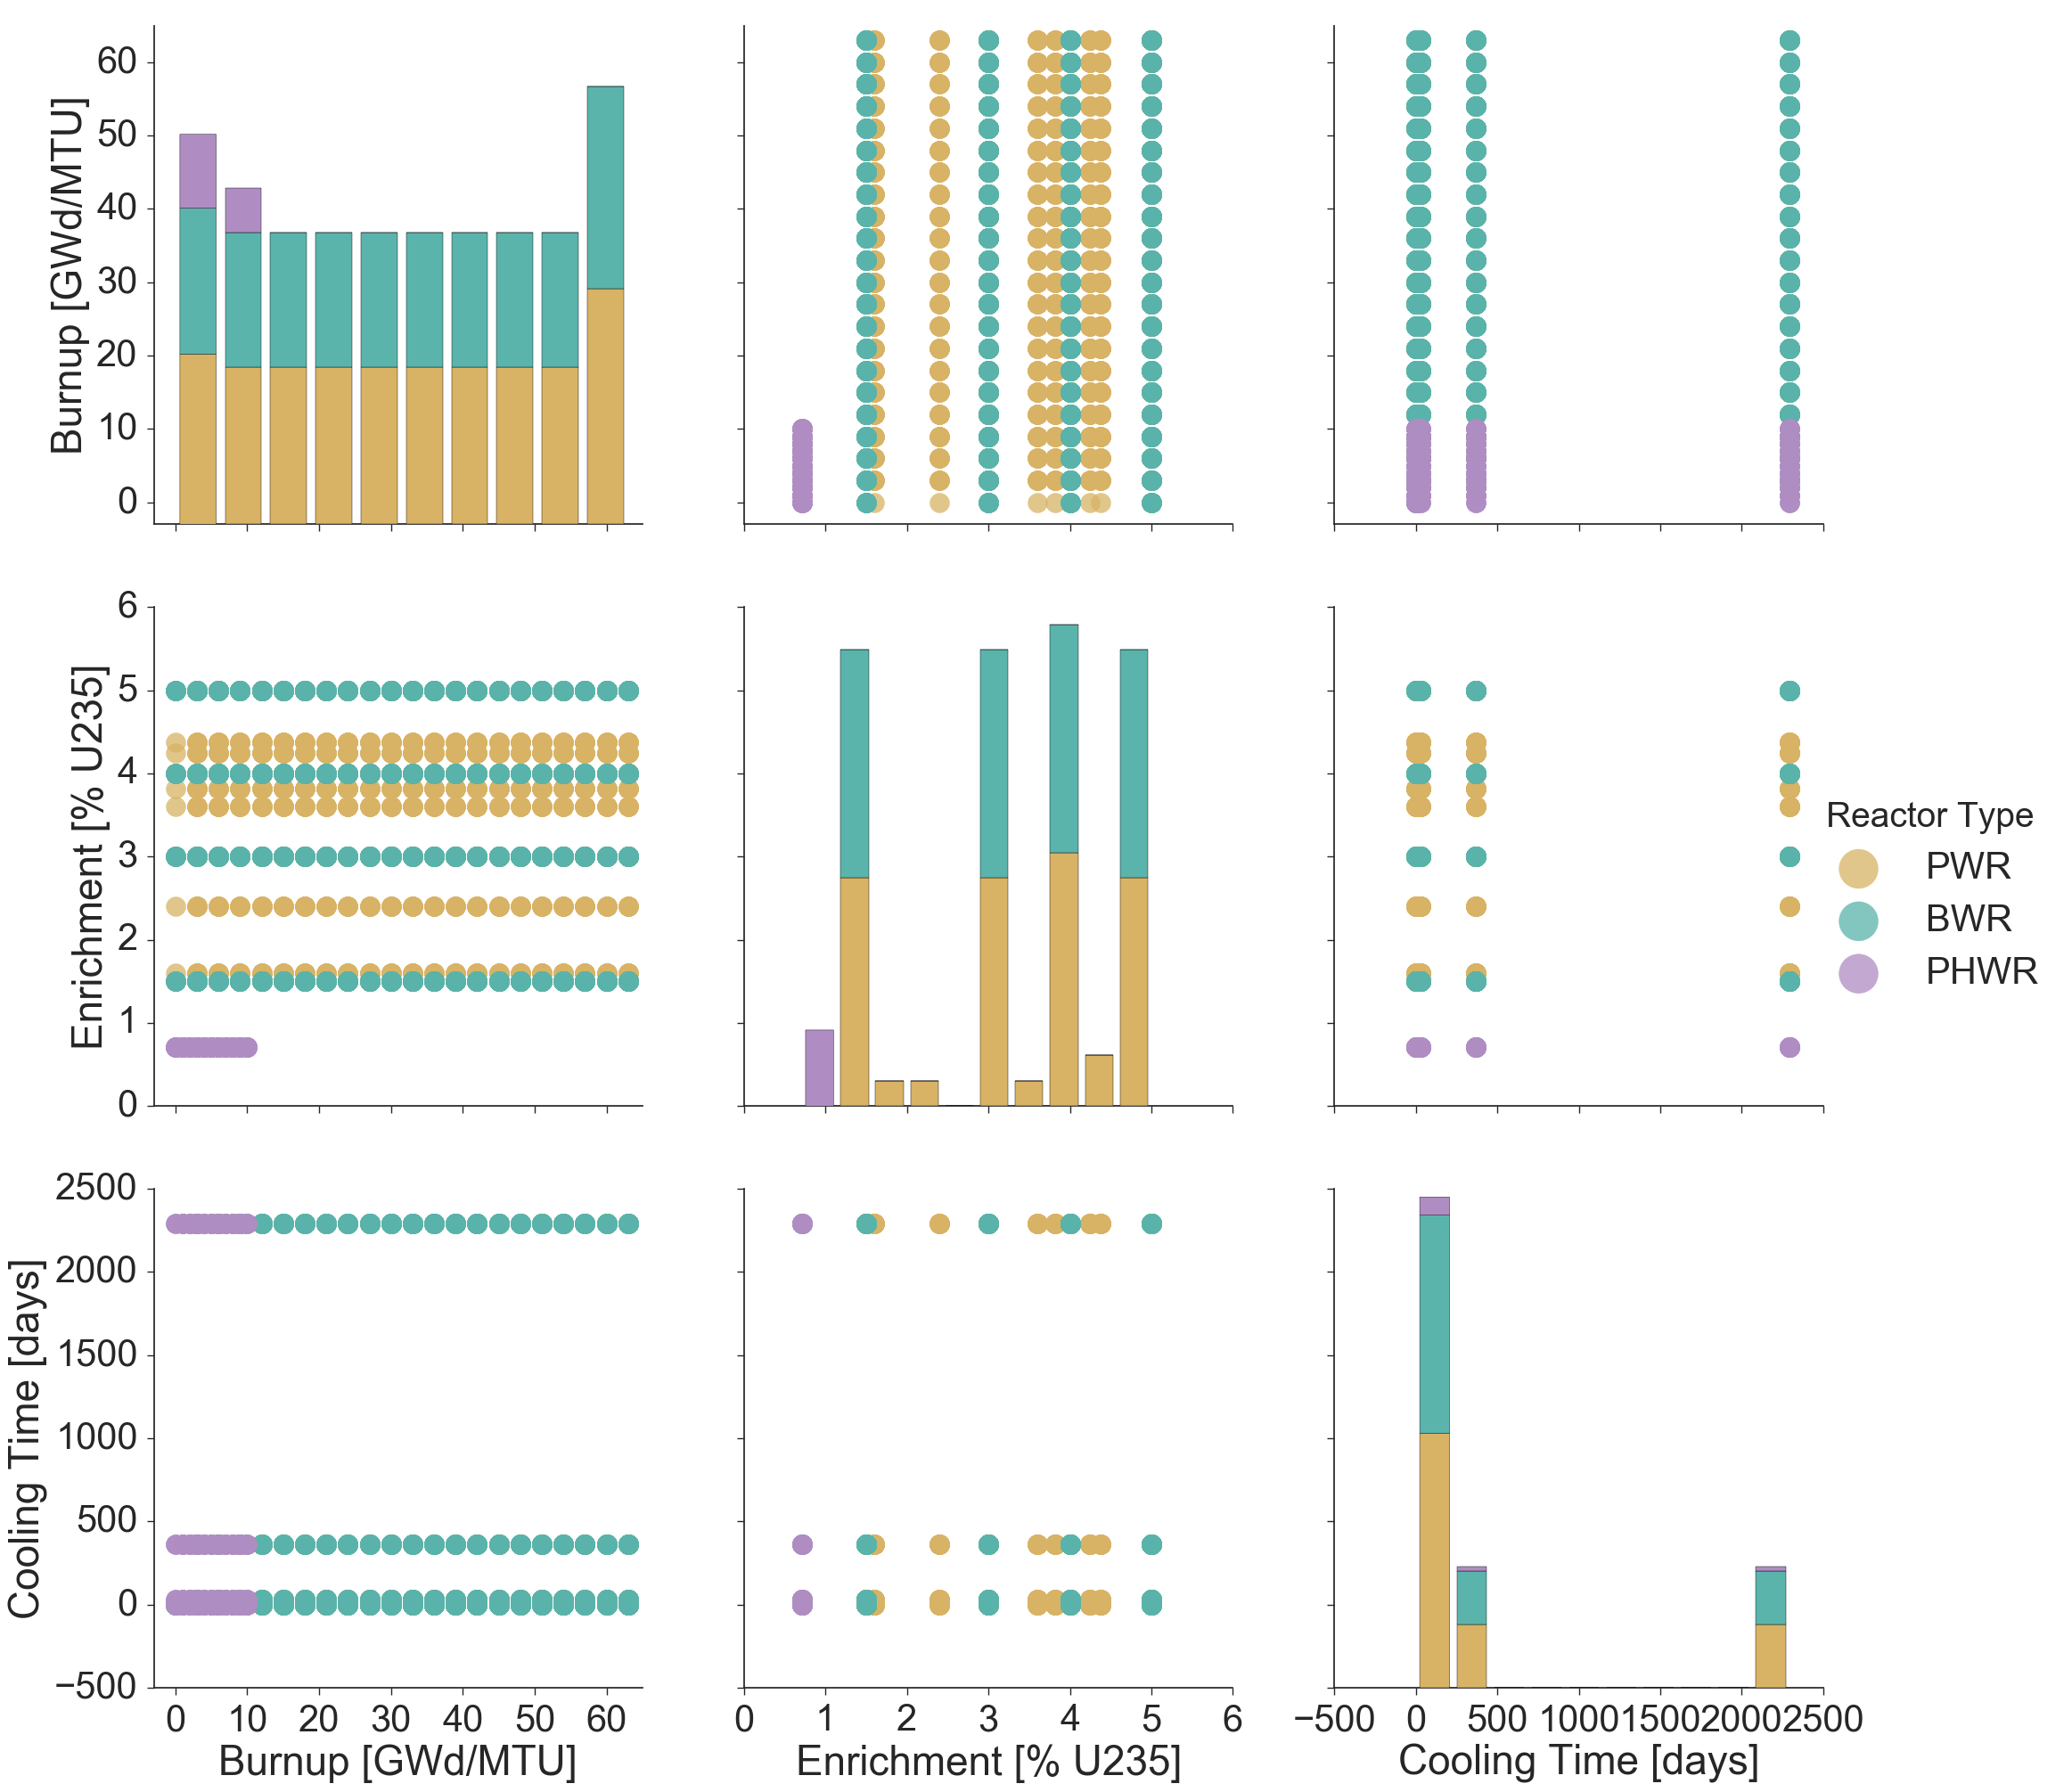 60
50
40
30
20
10
0
Burnup [GWd/MTU]
6
5
4
3
2
1
0
Enrichment [% U235]
Reactor Type
PWR
BWR
PHWR
2500
2000
1500
1000
500
0
−500
Cooling Time [days]
0 10 20 30 40 50 60
0 1 2 3 4 5 6
−500 0 500 1000 1500 2000 2500
Burnup [GWd/MTU]
Enrichment [% U235]
Cooling Time [days]